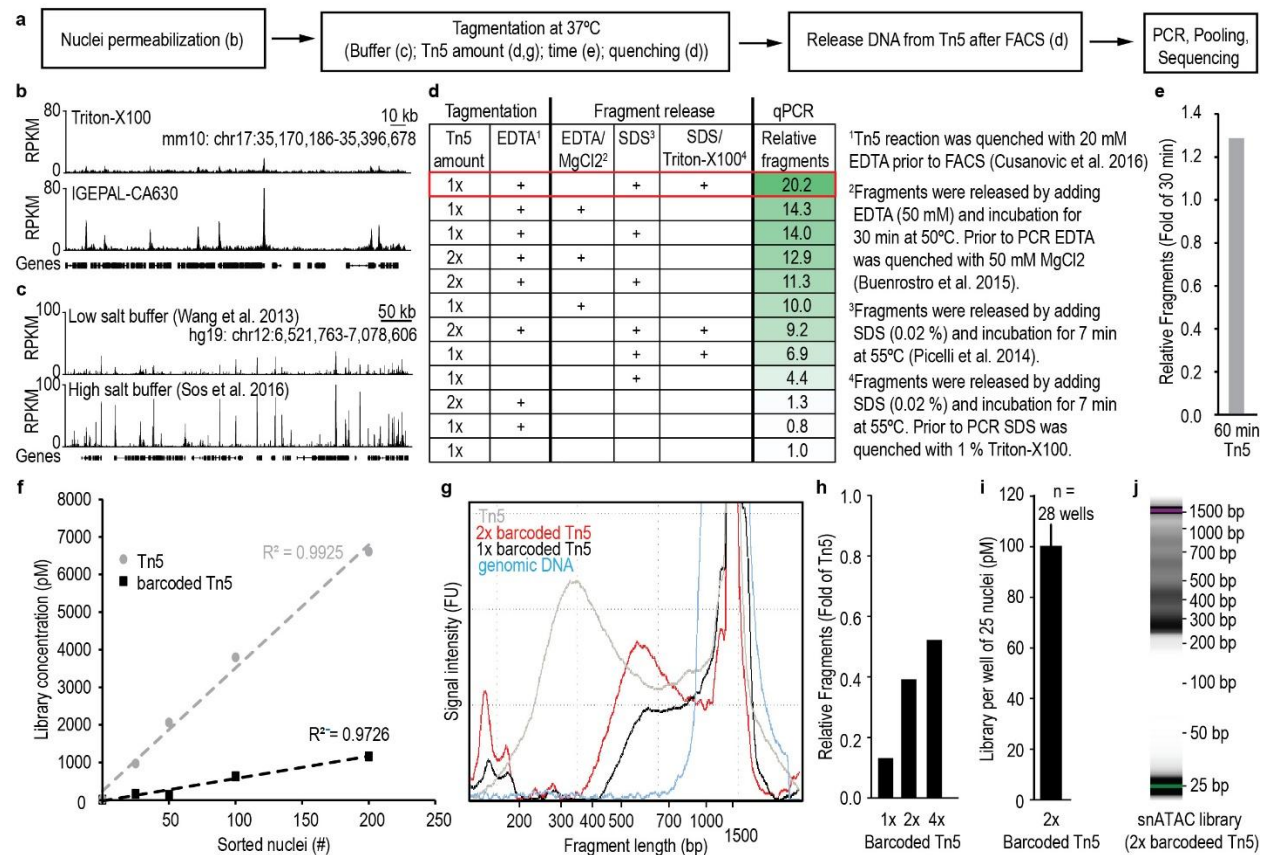 a
Nuclei permeabilization (b)
Tagmentation at 37ºC
(Buffer (c); Tn5 amount (d,g); time (e); quenching (d))
Release DNA from Tn5 after FACS (d)
PCR, Pooling,
Sequencing
b
80
Triton-X100
10 kb
mm10: chr17:35,170,186-35,396,678
RPKM
0
80
IGEPAL-CA630
RPKM
0
Genes
c
100
Low salt buffer (Wang et al. 2013)
50 kb
hg19: chr12:6,521,763-7,078,606
RPKM
0
100
High salt buffer (Sos et al. 2016)
RPKM
0
Genes
d
Tagmentation Fragment release qPCR
Tn5 amount EDTA¹ EDTA/MgCl2² SDS³ SDS/Triton-X100⁴ Relative fragments
1x + + + 20.2
1x + + 14.3
1x + + 14.0
2x + + 12.9
2x + + 11.3
1x + 10.0
2x + + + 9.2
1x + + 6.9
1x + 4.4
2x + 1.3
1x + 0.8
1x 1.0
¹Tn5 reaction was quenched with 20 mM
EDTA prior to FACS (Cusanovic et al. 2016)
²Fragments were released by adding
EDTA (50 mM) and incubation for
30 min at 50ºC. Prior to PCR EDTA
was quenched with 50 mM MgCl2
(Buenrostro et al. 2015).
³Fragments were released by adding
SDS (0.02 %) and incubation for 7 min
at 55ºC (Picelli et al. 2014).
⁴Fragments were released by adding
SDS (0.02 %) and incubation for 7 min
at 55ºC. Prior to PCR SDS was
quenched with 1 % Triton-X100.
e
Relative Fragments (Fold of 30 min)
1.4
1.2
1.0
0.8
0.6
0.4
0.2
0.0
60 min
Tn5
f
Library concentration (pM)
8000
7000
6000
5000
4000
3000
2000
1000
0
Tn5
barcoded Tn5
R² = 0.9925
R² = 0.9726
0 50 100 150 200 250
Sorted nuclei (#)
g
Signal intensity (FU)
Tn5
2x barcoded Tn5
1x barcoded Tn5
genomic DNA
200 300 500 700 1000 1500
Fragment length (bp)
h
Relative Fragments (Fold of Tn5)
1.0
0.8
0.6
0.4
0.2
0.0
1x 2x 4x
Barcoded Tn5
i
Library per well of 25 nuclei (pM)
120
100
80
60
40
20
0
n =
28 wells
2x
Barcoded Tn5
j
1500 bp
1000 bp
700 bp
500 bp
400 bp
300 bp
200 bp
100 bp
50 bp
25 bp
snATAC library
(2x barcodeed Tn5)